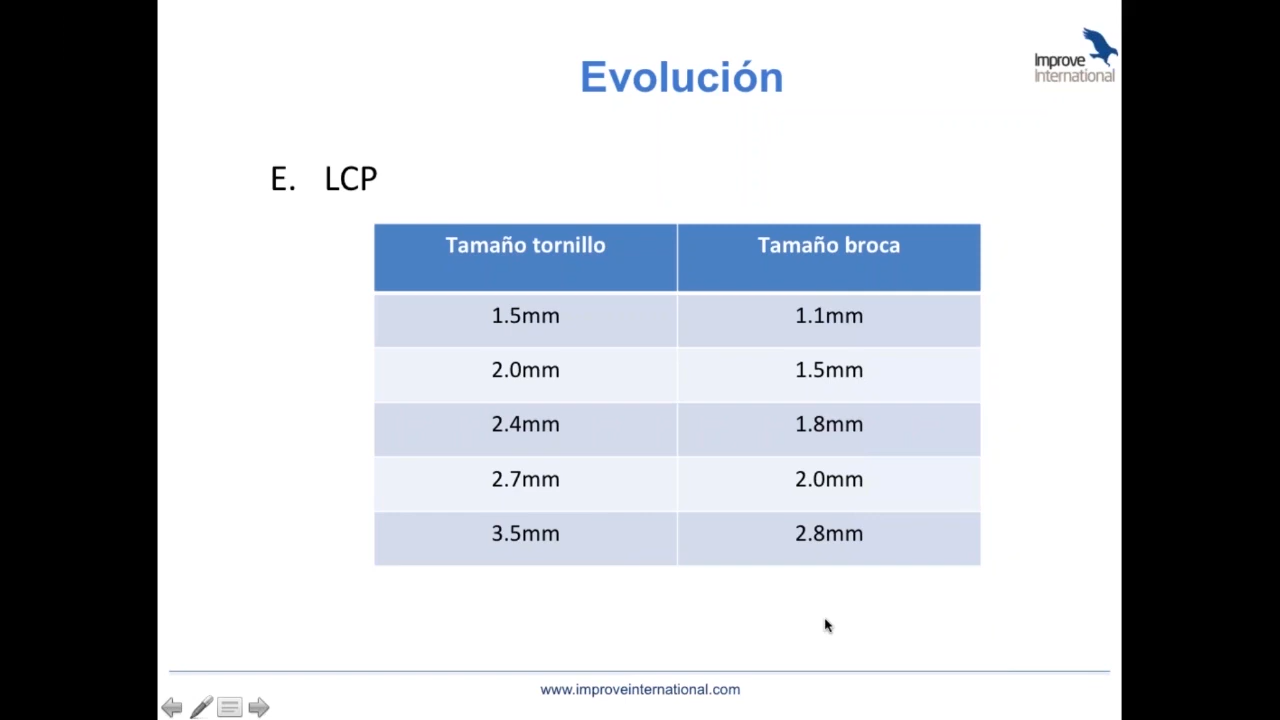 Evolución
Improve
International
E. LCP
Tamaño tornillo Tamaño broca
1.5mm 1.1mm
2.0mm 1.5mm
2.4mm 1.8mm
2.7mm 2.0mm
3.5mm 2.8mm
www.improveinternational.com